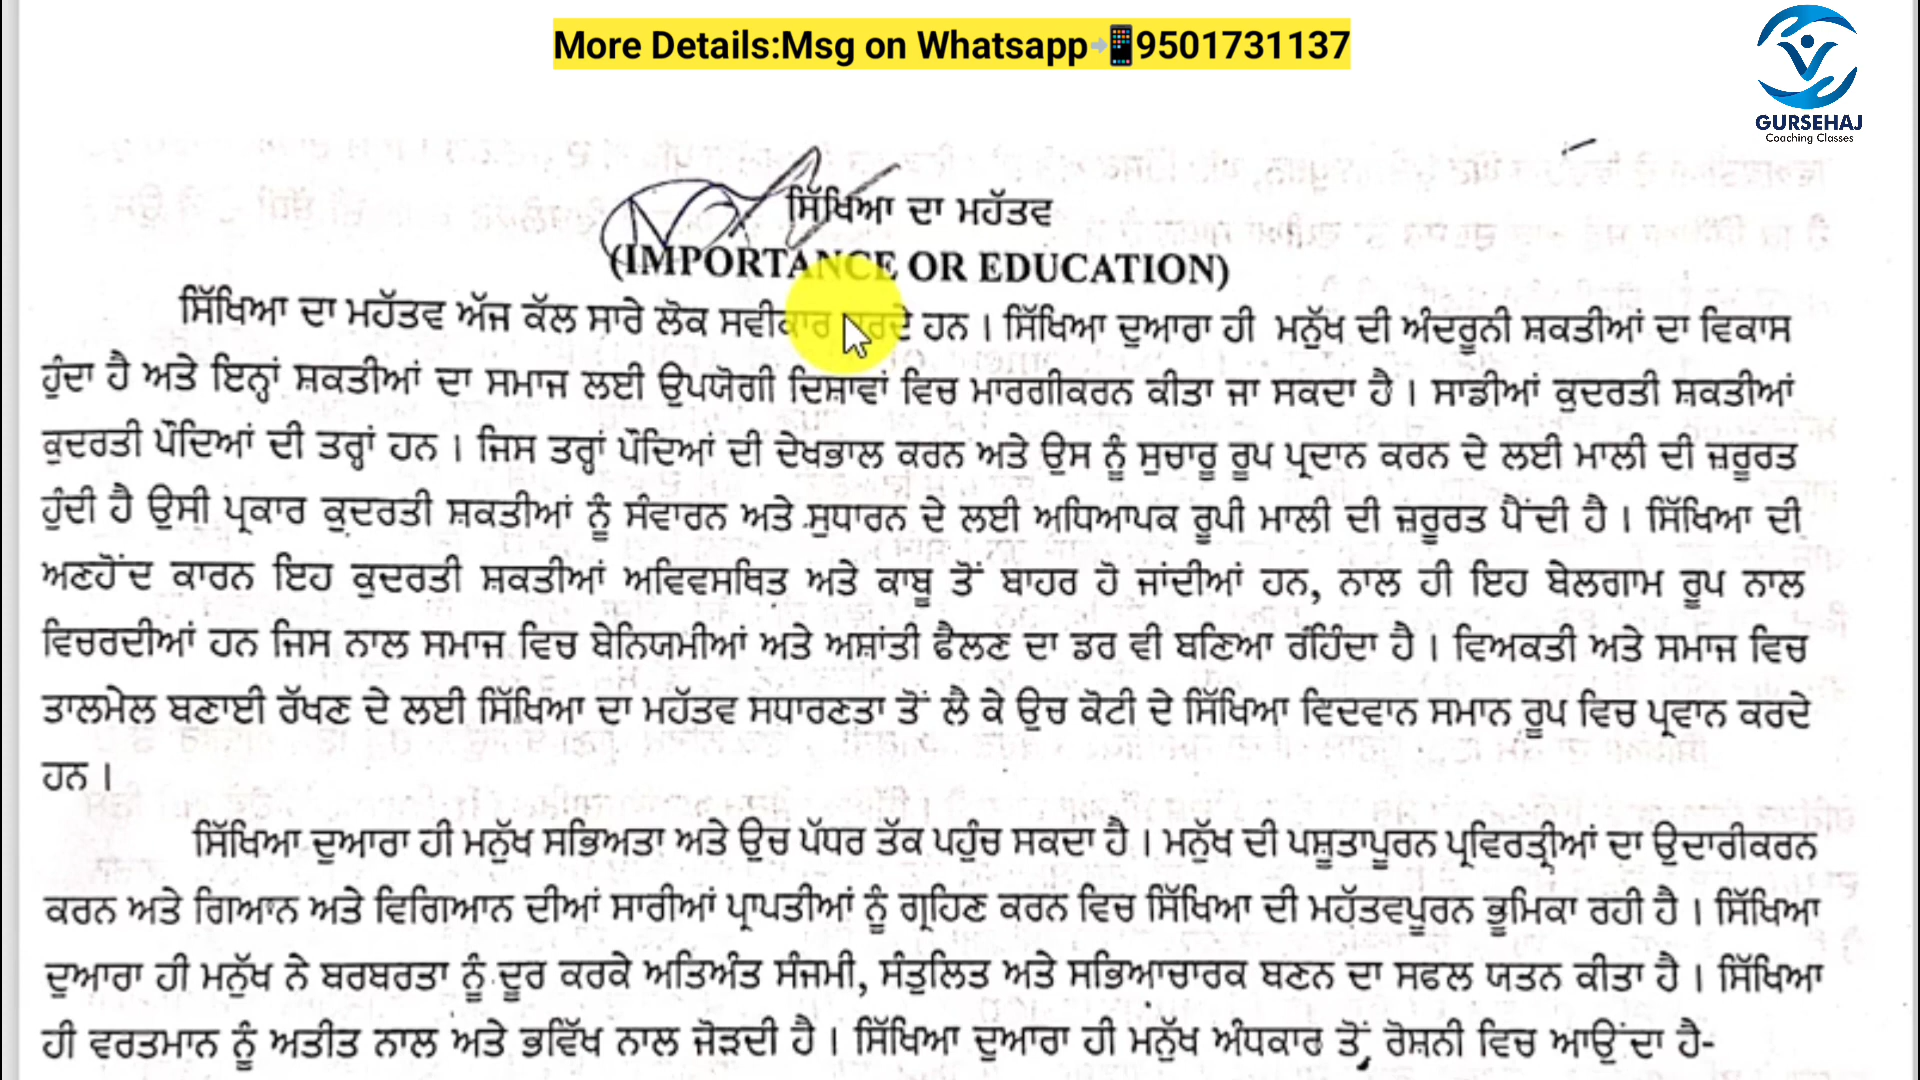 More Details:Msg on Whatsapp📲9501731137
GURSEHAJ
Coaching Classes
ਸਿੱਖਿਆ ਦਾ ਮਹੱਤਵ
(IMPORTANCE OR EDUCATION)
ਸਿੱਖਿਆ ਦਾ ਮਹੱਤਵ ਅੱਜ ਕੱਲ ਸਾਰੇ ਲੋਕ ਸਵੀਕਾਰ ਕਰਦੇ ਹਨ । ਸਿੱਖਿਆ ਦੁਆਰਾ ਹੀ ਮਨੁੱਖ ਦੀ ਅੰਦਰੂਨੀ ਸ਼ਕਤੀਆਂ ਦਾ ਵਿਕਾਸ
ਹੁੰਦਾ ਹੈ ਅਤੇ ਇਨ੍ਹਾਂ ਸ਼ਕਤੀਆਂ ਦਾ ਸਮਾਜ ਲਈ ਉਪਯੋਗੀ ਦਿਸ਼ਾਵਾਂ ਵਿਚ ਮਾਰਗੀਕਰਨ ਕੀਤਾ ਜਾ ਸਕਦਾ ਹੈ । ਸਾਡੀਆਂ ਕੁਦਰਤੀ ਸ਼ਕਤੀਆਂ
ਕੁਦਰਤੀ ਪੌਦਿਆਂ ਦੀ ਤਰ੍ਹਾਂ ਹਨ । ਜਿਸ ਤਰ੍ਹਾਂ ਪੌਦਿਆਂ ਦੀ ਦੇਖਭਾਲ ਕਰਨ ਅਤੇ ਉਸ ਨੂੰ ਸੁਚਾਰੂ ਰੂਪ ਪ੍ਰਦਾਨ ਕਰਨ ਦੇ ਲਈ ਮਾਲੀ ਦੀ ਜ਼ਰੂਰਤ
ਹੁੰਦੀ ਹੈ ਉਸੀ ਪ੍ਰਕਾਰ ਕੁਦਰਤੀ ਸ਼ਕਤੀਆਂ ਨੂੰ ਸੰਵਾਰਨ ਅਤੇ ਸੁਧਾਰਨ ਦੇ ਲਈ ਅਧਿਆਪਕ ਰੂਪੀ ਮਾਲੀ ਦੀ ਜ਼ਰੂਰਤ ਪੈਂਦੀ ਹੈ । ਸਿੱਖਿਆ ਦੀ
ਅਣਹੋਂਦ ਕਾਰਨ ਇਹ ਕੁਦਰਤੀ ਸ਼ਕਤੀਆਂ ਅਵਿਵਸਥਿਤ ਅਤੇ ਕਾਬੂ ਤੋਂ ਬਾਹਰ ਹੋ ਜਾਂਦੀਆਂ ਹਨ, ਨਾਲ ਹੀ ਇਹ ਬੇਲਗਾਮ ਰੂਪ ਨਾਲ
ਵਿਚਰਦੀਆਂ ਹਨ ਜਿਸ ਨਾਲ ਸਮਾਜ ਵਿਚ ਬੇਨਿਯਮੀਆਂ ਅਤੇ ਅਸ਼ਾਂਤੀ ਫੈਲਣ ਦਾ ਡਰ ਵੀ ਬਣਿਆ ਰੰਹਿੰਦਾ ਹੈ । ਵਿਅਕਤੀ ਅਤੇ ਸਮਾਜ ਵਿਚ
ਤਾਲਮੇਲ ਬਣਾਈ ਰੱਖਣ ਦੇ ਲਈ ਸਿੱਖਿਆ ਦਾ ਮਹੱਤਵ ਸਧਾਰਣਤਾ ਤੋਂ ਲੈ ਕੇ ਉਚ ਕੋਟੀ ਦੇ ਸਿੱਖਿਆ ਵਿਦਵਾਨ ਸਮਾਨ ਰੂਪ ਵਿਚ ਪ੍ਰਵਾਨ ਕਰਦੇ
ਹਨ ।
ਸਿੱਖਿਆ ਦੁਆਰਾ ਹੀ ਮਨੁੱਖ ਸਭਿਅਤਾ ਅਤੇ ਉਚ ਪੱਧਰ ਤੱਕ ਪਹੁੰਚ ਸਕਦਾ ਹੈ । ਮਨੁੱਖ ਦੀ ਪਸ਼ੂਤਾਪੂਰਨ ਪ੍ਰਵਿਰਤ੍ਰੀਆਂ ਦਾ ਉਦਾਰੀਕਰਨ
ਕਰਨ ਅਤੇ ਗਿਆਨ ਅਤੇ ਵਿਗਿਆਨ ਦੀਆਂ ਸਾਰੀਆਂ ਪ੍ਰਾਪਤੀਆਂ ਨੂੰ ਗ੍ਰਹਿਣ ਕਰਨ ਵਿਚ ਸਿੱਖਿਆ ਦੀ ਮਹੱਤਵਪੂਰਨ ਭੂਮਿਕਾ ਰਹੀ ਹੈ । ਸਿੱਖਿਆ
ਦੁਆਰਾ ਹੀ ਮਨੁੱਖ ਨੇ ਬਰਬਰਤਾ ਨੂੰ ਦੂਰ ਕਰਕੇ ਅਤਿਅੰਤ ਸੰਜਮੀ, ਸੰਤੁਲਿਤ ਅਤੇ ਸਭਿਆਚਾਰਕ ਬਣਨ ਦਾ ਸਫਲ ਯਤਨ ਕੀਤਾ ਹੈ । ਸਿੱਖਿਆ
ਹੀ ਵਰਤਮਾਨ ਨੂੰ ਅਤੀਤ ਨਾਲ ਅਤੇ ਭਵਿੱਖ ਨਾਲ ਜੋੜਦੀ ਹੈ । ਸਿੱਖਿਆ ਦੁਆਰਾ ਹੀ ਮਨੁੱਖ ਅੰਧਕਾਰ ਤੋਂ ਰੋਸ਼ਨੀ ਵਿਚ ਆਉਂਦਾ ਹੈ-